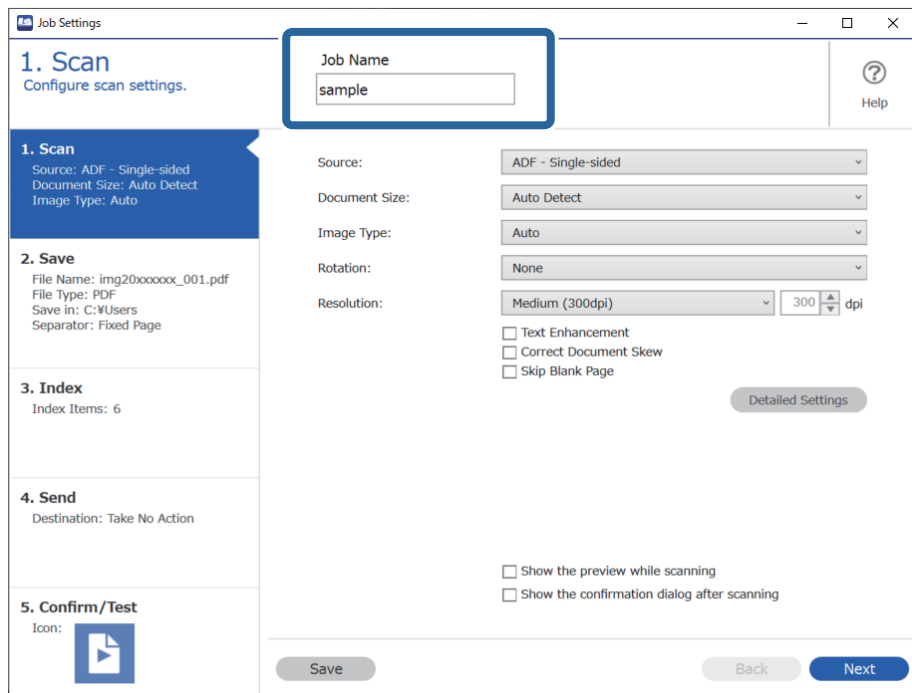 Job Settings
1. Scan
Configure scan settings.
Job Name
sample
Help
1. Scan
Source: ADF - Single-sided
Document Size: Auto Detect
Image Type: Auto
2. Save
File Name: img20xxxxxx_001.pdf
File Type: PDF
Save in: C:¥Users
Separator: Fixed Page
3. Index
Index Items: 6
4. Send
Destination: Take No Action
5. Confirm/Test
Icon:
Source: ADF - Single-sided
Document Size: Auto Detect
Image Type: Auto
Rotation: None
Resolution: Medium (300dpi) 300 dpi
Text Enhancement
Correct Document Skew
Skip Blank Page
Detailed Settings
Show the preview while scanning
Show the confirmation dialog after scanning
Save Back Next